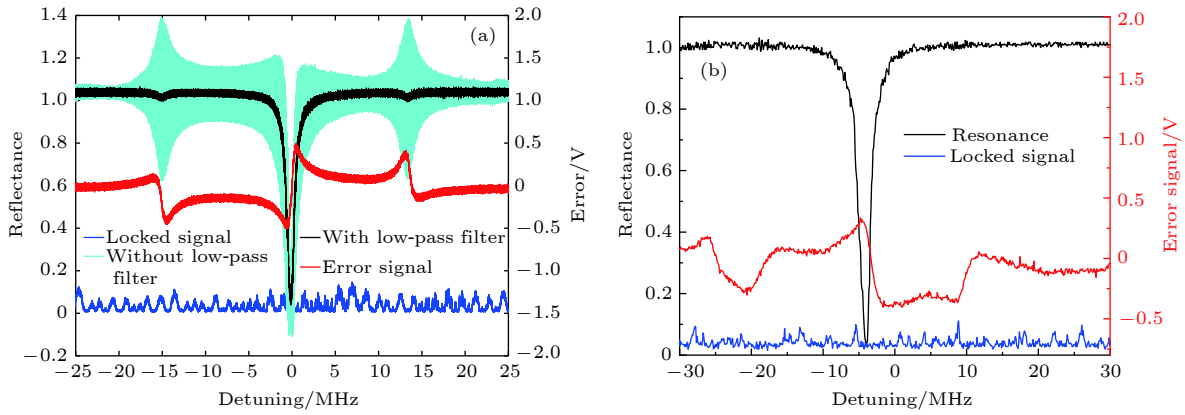 (a)
1.4
1.2
1.0
0.8
0.6
0.4
0.2
0
−0.2
Reflectance
2.0
1.5
1.0
0.5
0
−0.5
−1.0
−1.5
−2.0
Error/V
Locked signal
Without low-pass
filter
With low-pass filter
Error signal
−25 −20 −15 −10 −5 0 5 10 15 20 25
Detuning/MHz
(b)
1.0
0.8
0.6
0.4
0.2
0
Reflectance
2.0
1.5
1.0
0.5
0
−0.5
Error signal/V
Resonance
Locked signal
−30 −20 −10 0 10 20 30
Detuning/MHz